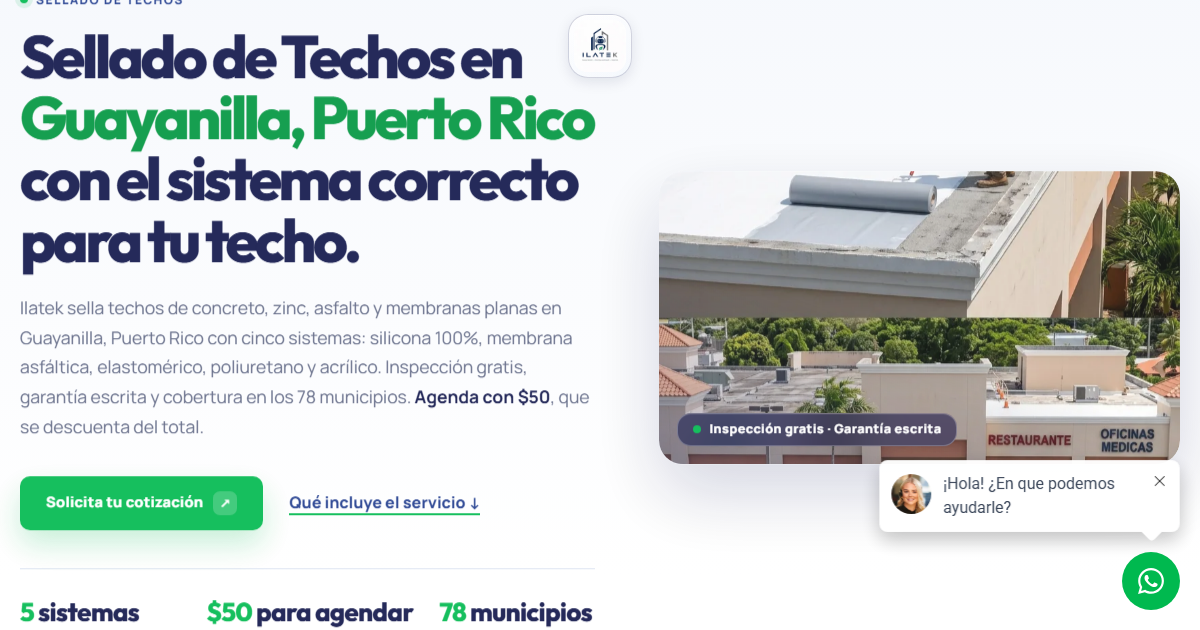 SELLADO DE TECHOS
Sellado de Techos en
Guayanilla, Puerto Rico
con el sistema correcto
para tu techo.
Ilatek sella techos de concreto, zinc, asfalto y membranas planas en
Guayanilla, Puerto Rico con cinco sistemas: silicona 100%, membrana
asfáltica, elastomérico, poliuretano y acrílico. Inspección gratis,
garantía escrita y cobertura en los 78 municipios. Agenda con $50, que
se descuenta del total.
Solicita tu cotización ↗
Qué incluye el servicio ↓
5 sistemas
$50 para agendar
78 municipios
ILATEK
Inspección gratis · Garantía escrita
RESTAURANTE
OFICINAS
MEDICAS
¡Hola! ¿En que podemos
ayudarle?